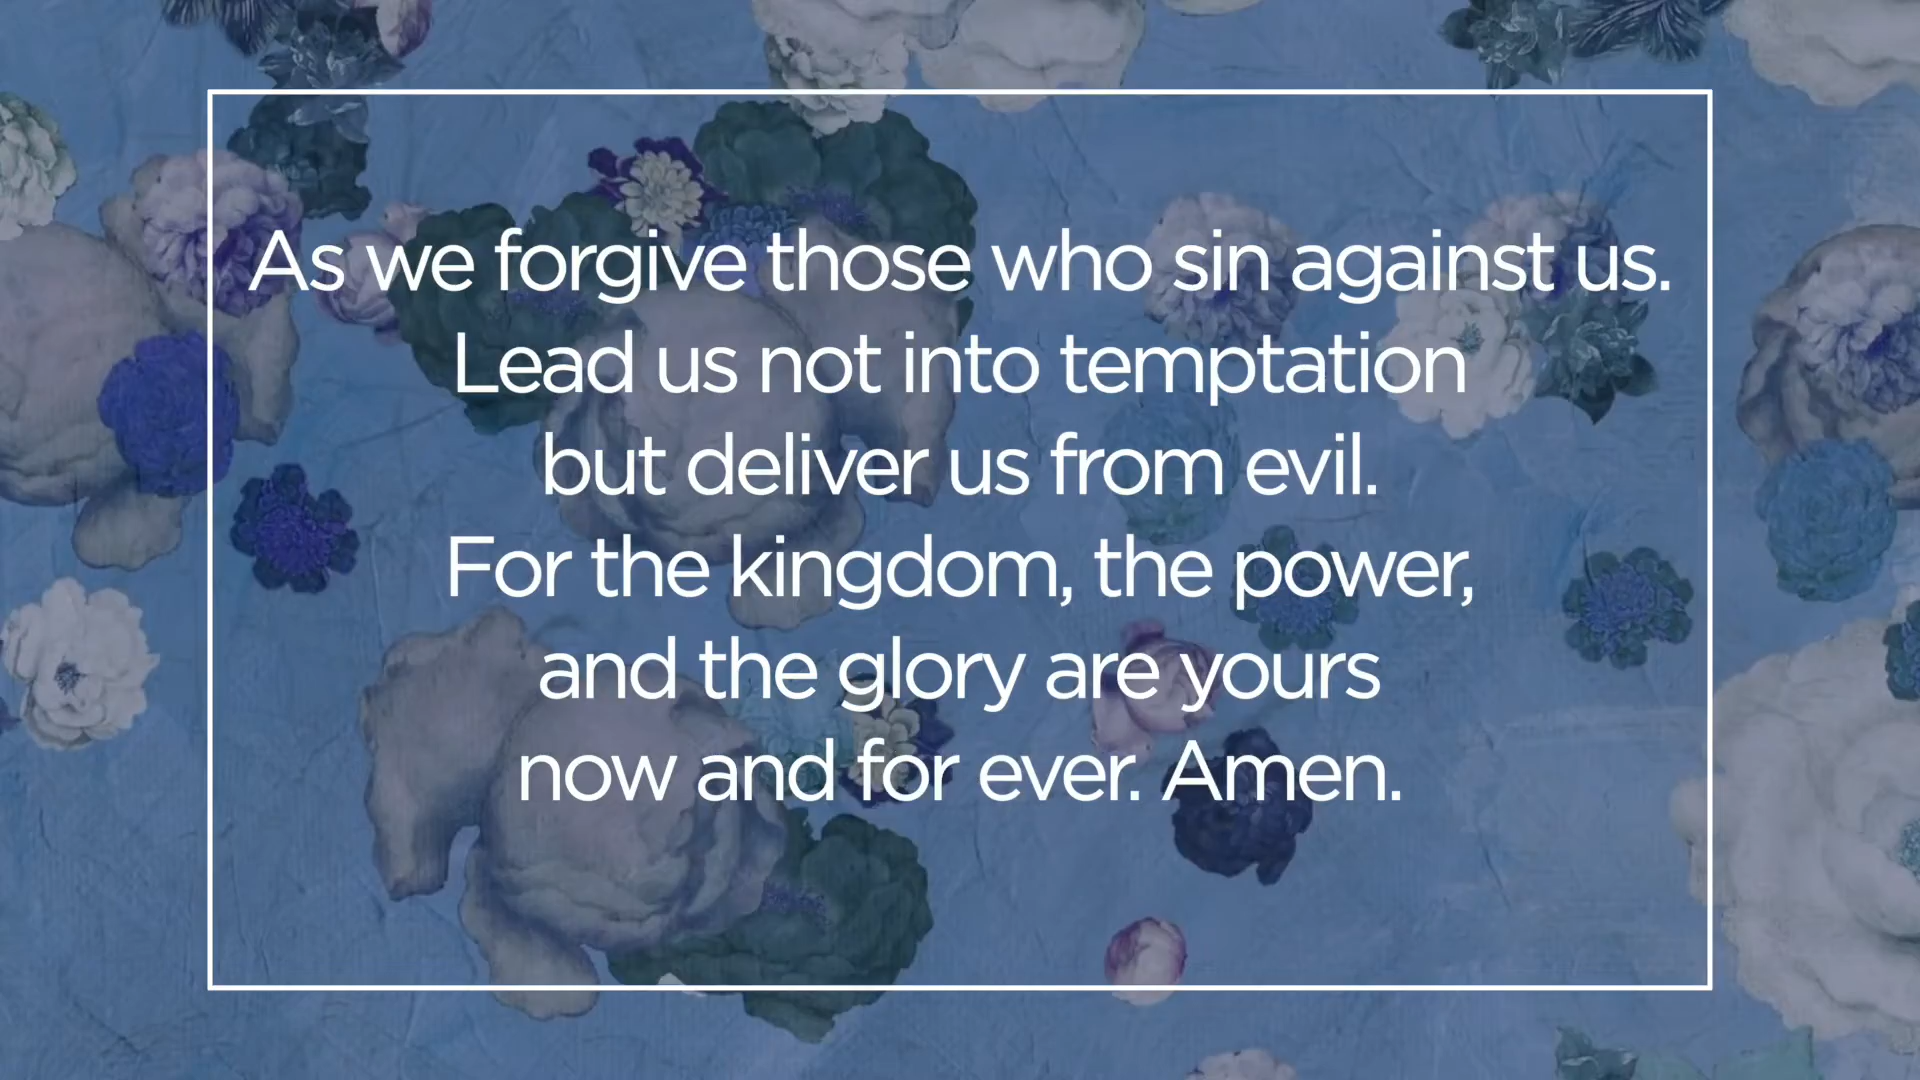 As we forgive those who sin against us.
Lead us not into temptation
but deliver us from evil.
For the kingdom, the power,
and the glory are yours
now and for ever. Amen.